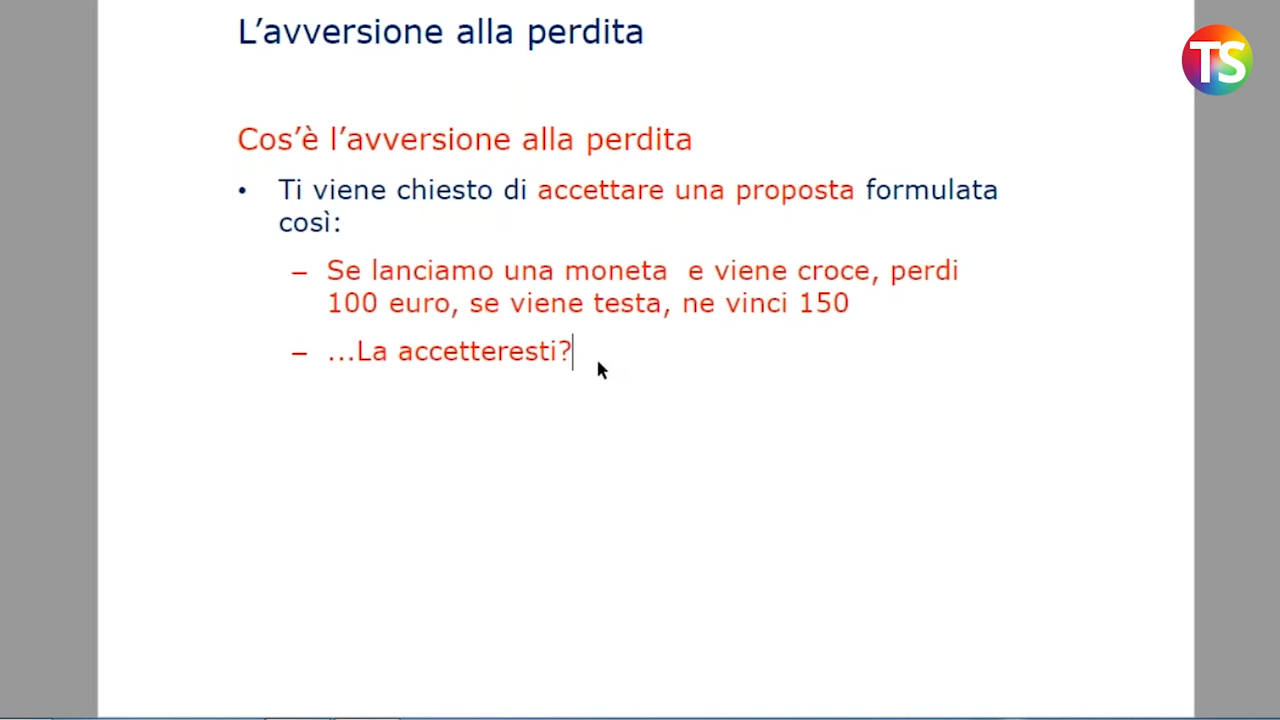 L’avversione alla perdita
TS
Cos’è l’avversione alla perdita
• Ti viene chiesto di accettare una proposta formulata
così:
– Se lanciamo una moneta e viene croce, perdi
100 euro, se viene testa, ne vinci 150
– ...La accetteresti?